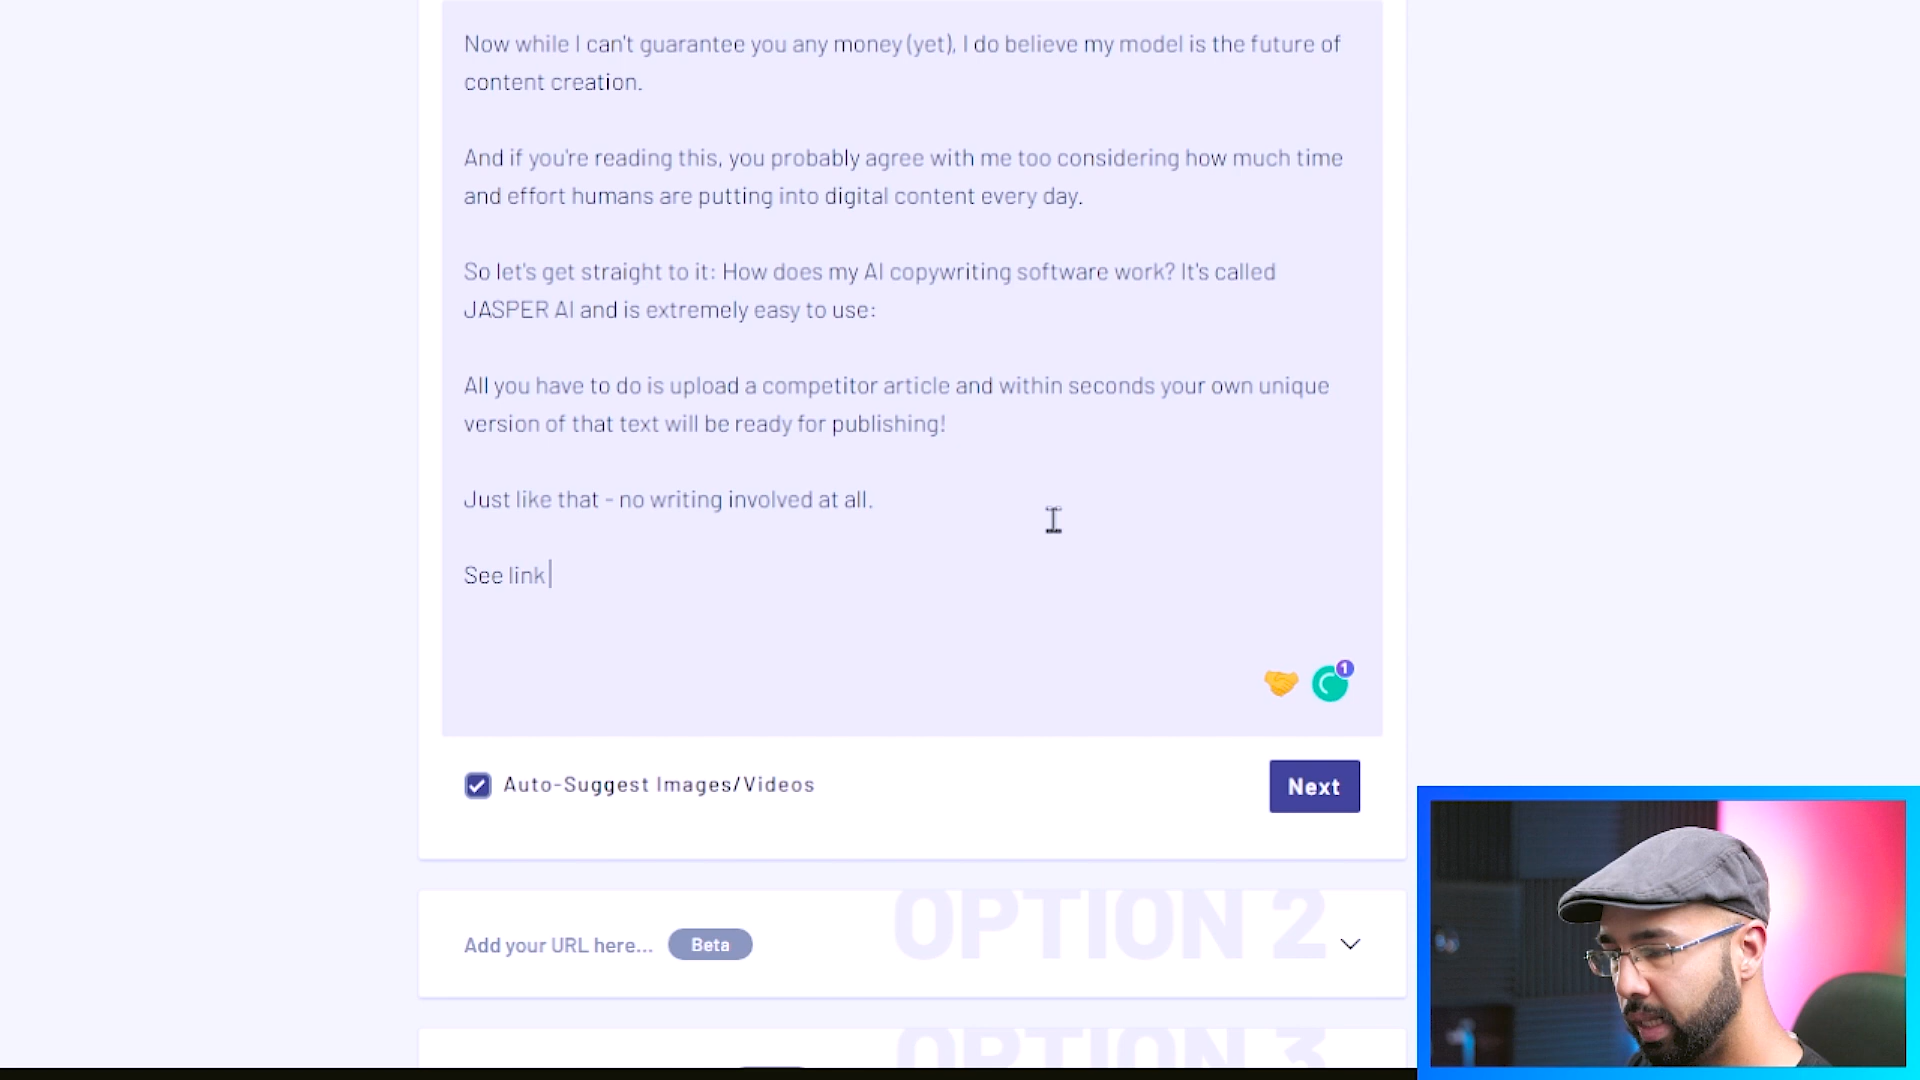 Now while I can't guarantee you any money (yet), I do believe my model is the future of
content creation.
And if you're reading this, you probably agree with me too considering how much time
and effort humans are putting into digital content every day.
So let's get straight to it: How does my AI copywriting software work? It's called
JASPER AI and is extremely easy to use:
All you have to do is upload a competitor article and within seconds your own unique
version of that text will be ready for publishing!
Just like that - no writing involved at all.
See link
1
Auto-Suggest Images/Videos
Next
OPTION 2
Add your URL here...
Beta
OPTION 3